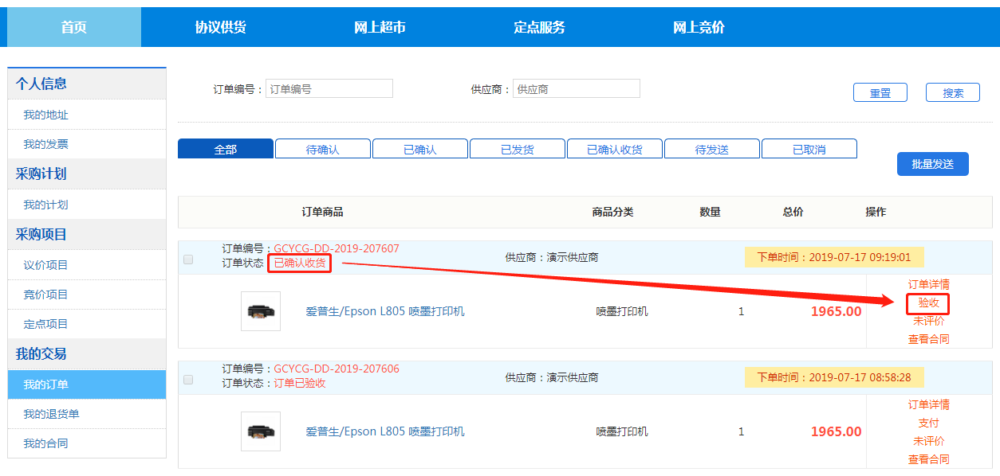 首页 协议供货 网上超市 定点服务 网上竞价
个人信息
我的地址
我的发票
采购计划
我的计划
采购项目
议价项目
竞价项目
定点项目
我的交易
我的订单
我的退货单
我的合同
订单编号： 订单编号 供应商： 供应商 重置 搜索
全部 待确认 已确认 已发货 已确认收货 待发送 已取消
批量发送
订单商品 商品分类 数量 总价 操作
订单编号：GCYCG-DD-2019-207607
订单状态 已确认收货
供应商：演示供应商
下单时间：2019-07-17 09:19:01
爱普生/Epson L805 喷墨打印机 喷墨打印机 1 1965.00
订单详情
验收
未评价
查看合同
订单编号：GCYCG-DD-2019-207606
订单状态：订单已验收
供应商：演示供应商
下单时间：2019-07-17 08:58:28
爱普生/Epson L805 喷墨打印机 喷墨打印机 1 1965.00
订单详情
支付
未评价
查看合同